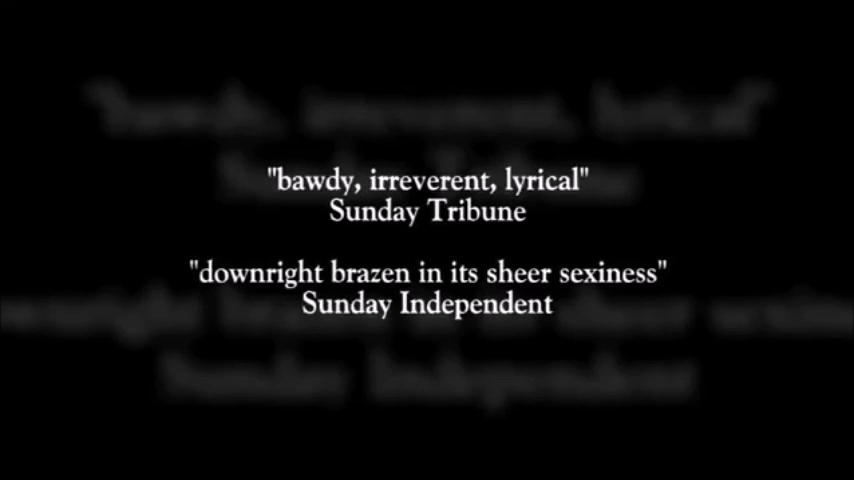 "bawdy, irreverent, lyrical"
Sunday Tribune
"downright brazen in its sheer sexiness"
Sunday Independent